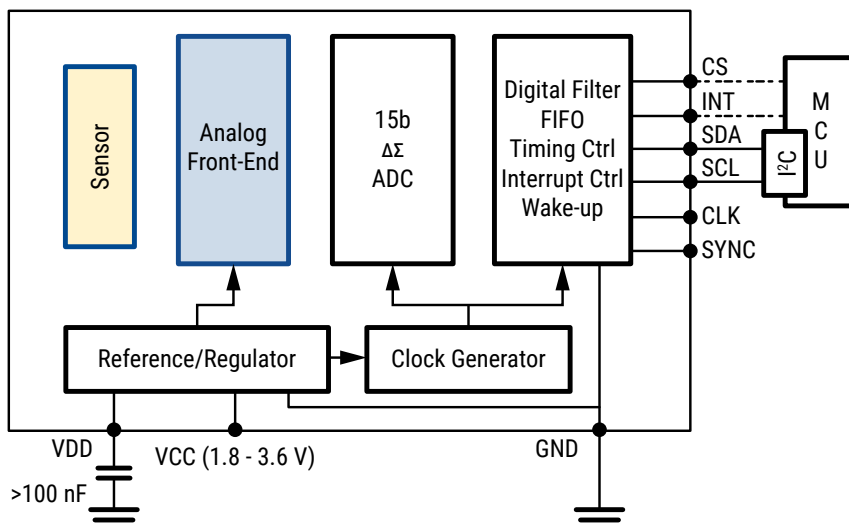 Sensor
Analog
Front-End
15b
ΔΣ
ADC
Digital Filter
FIFO
Timing Ctrl
Interrupt Ctrl
Wake-up
CS
INT
SDA
SCL
CLK
SYNC
I²C
M
C
U
Reference/Regulator
Clock Generator
VDD
VCC (1.8 - 3.6 V)
GND
>100 nF